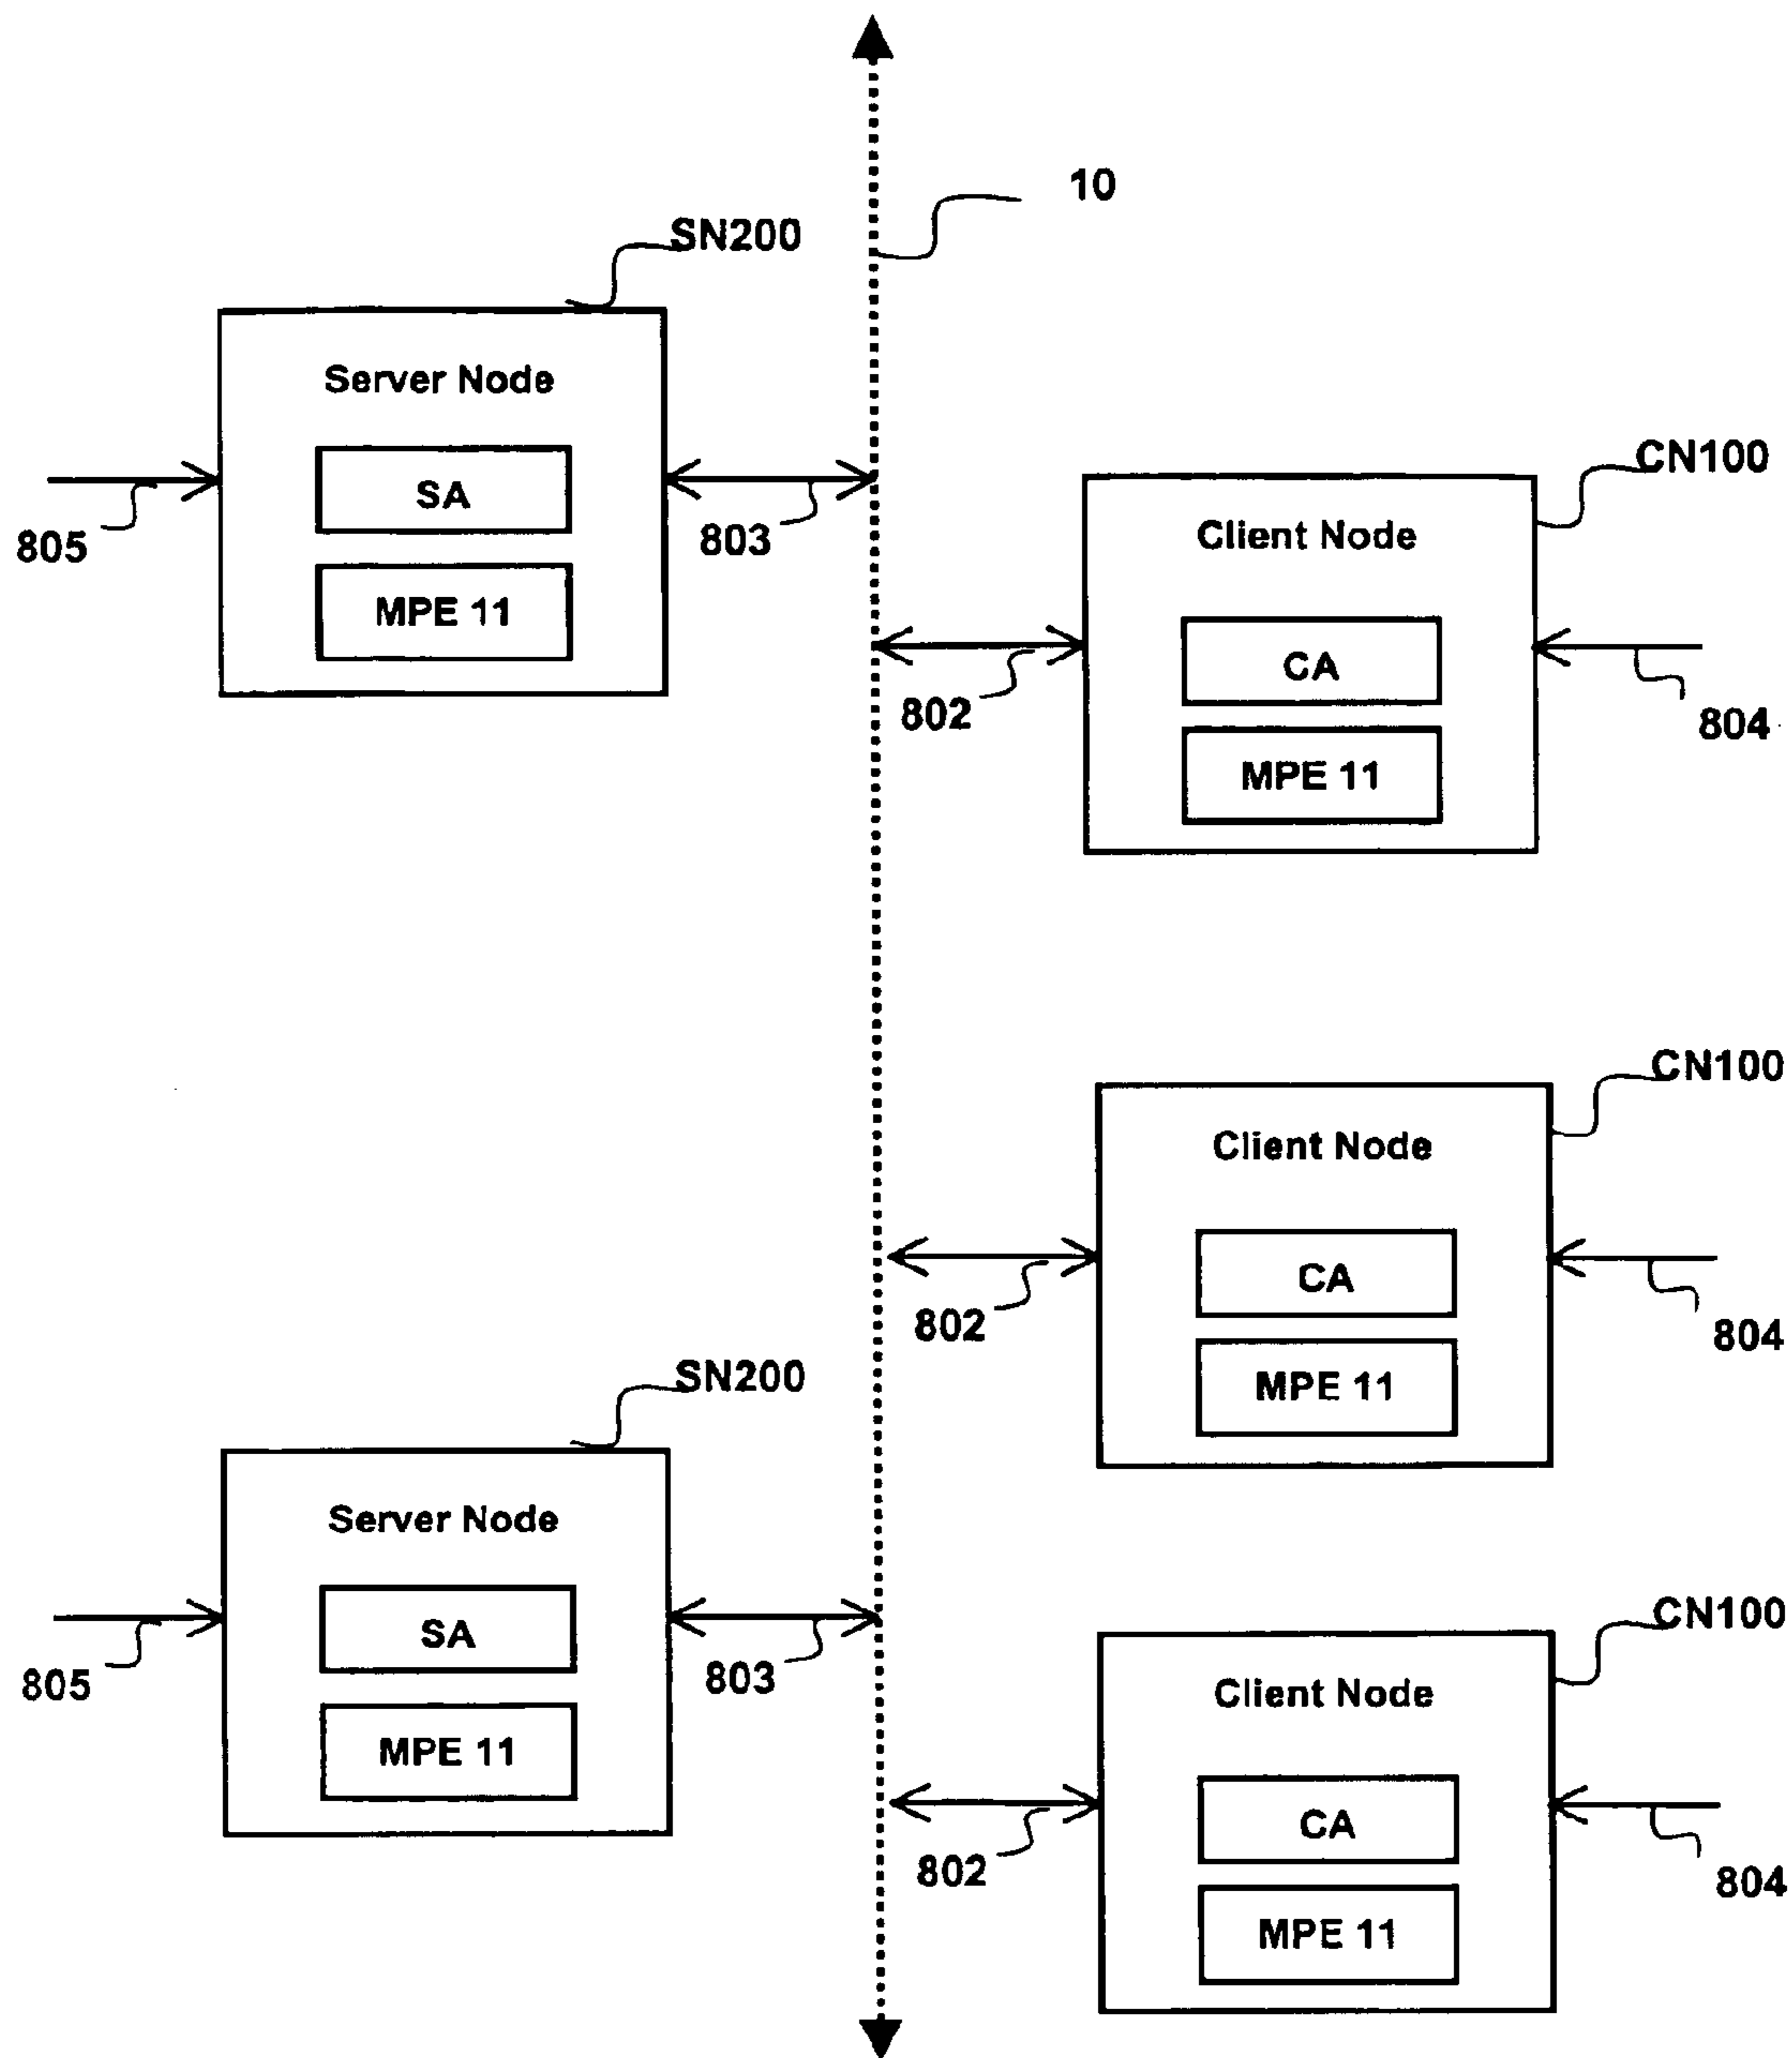 10
SN200
Server Node
SA
MPE 11
805
803
CN100
Client Node
CA
MPE 11
802
804
CN100
Client Node
CA
MPE 11
802
804
SN200
Server Node
SA
MPE 11
805
803
CN100
Client Node
CA
MPE 11
802
804